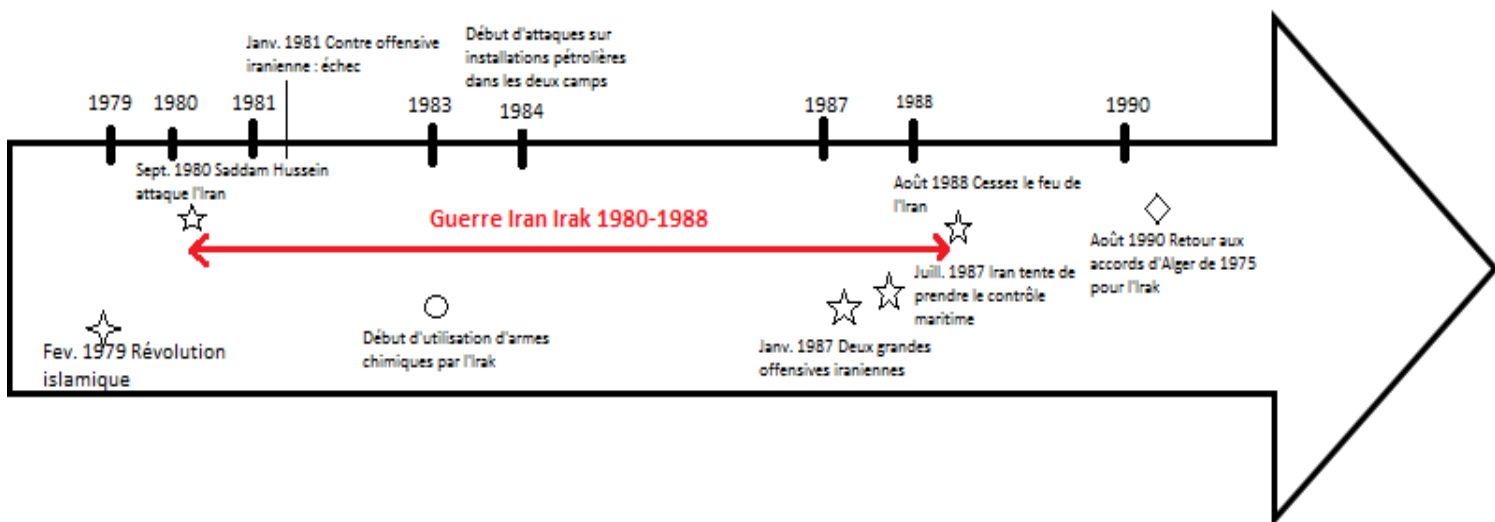 Janv. 1981 Contre offensive
iranienne : échec
Début d'attaques sur
installations pétrolières
dans les deux camps
1979
1980
1981
1983
1984
1987
1988
1990
Sept. 1980 Saddam Hussein
attaque l'Iran
Guerre Iran Irak 1980-1988
Août 1988 Cessez le feu de
l'Iran
Août 1990 Retour aux
accords d'Alger de 1975
pour l'Irak
Juill. 1987 Iran tente de
prendre le contrôle
maritime
Fev. 1979 Révolution
islamique
Début d'utilisation d'armes
chimiques par l'Irak
Janv. 1987 Deux grandes
offensives iraniennes